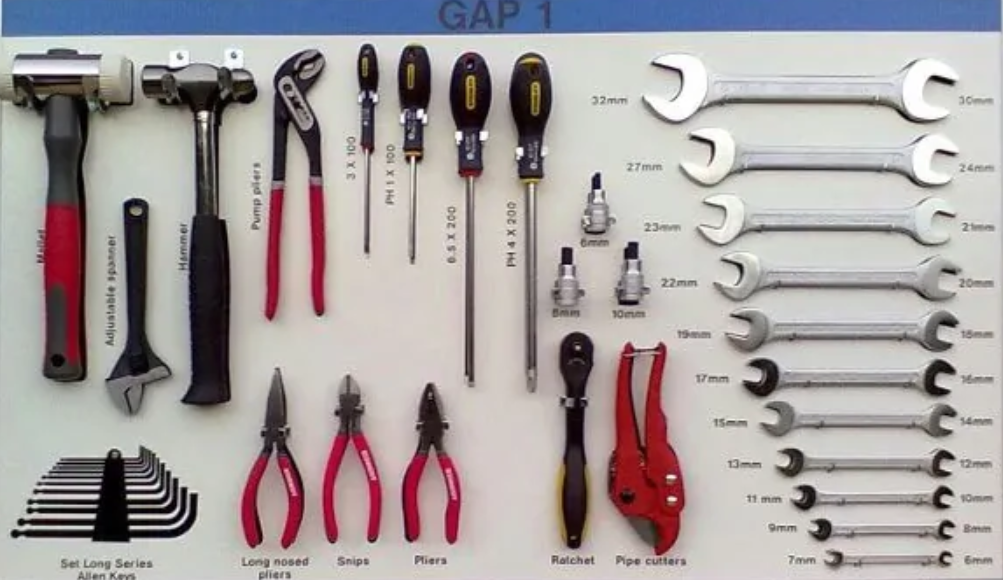 GAP 1
Mallet
Adjustable spanner
Hammer
Pump pliers
3 X 100
PH 1 X 100
6.5 X 200
PH 4 X 200
6mm
8mm
10mm
32mm
30mm
27mm
24mm
23mm
21mm
22mm
20mm
19mm
18mm
17mm
16mm
15mm
14mm
13mm
12mm
11 mm
10mm
9mm
8mm
7mm
6mm
Set Long Series
Allen Keys
Long nosed
pliers
Snips
Pliers
Ratchet
Pipe cutters